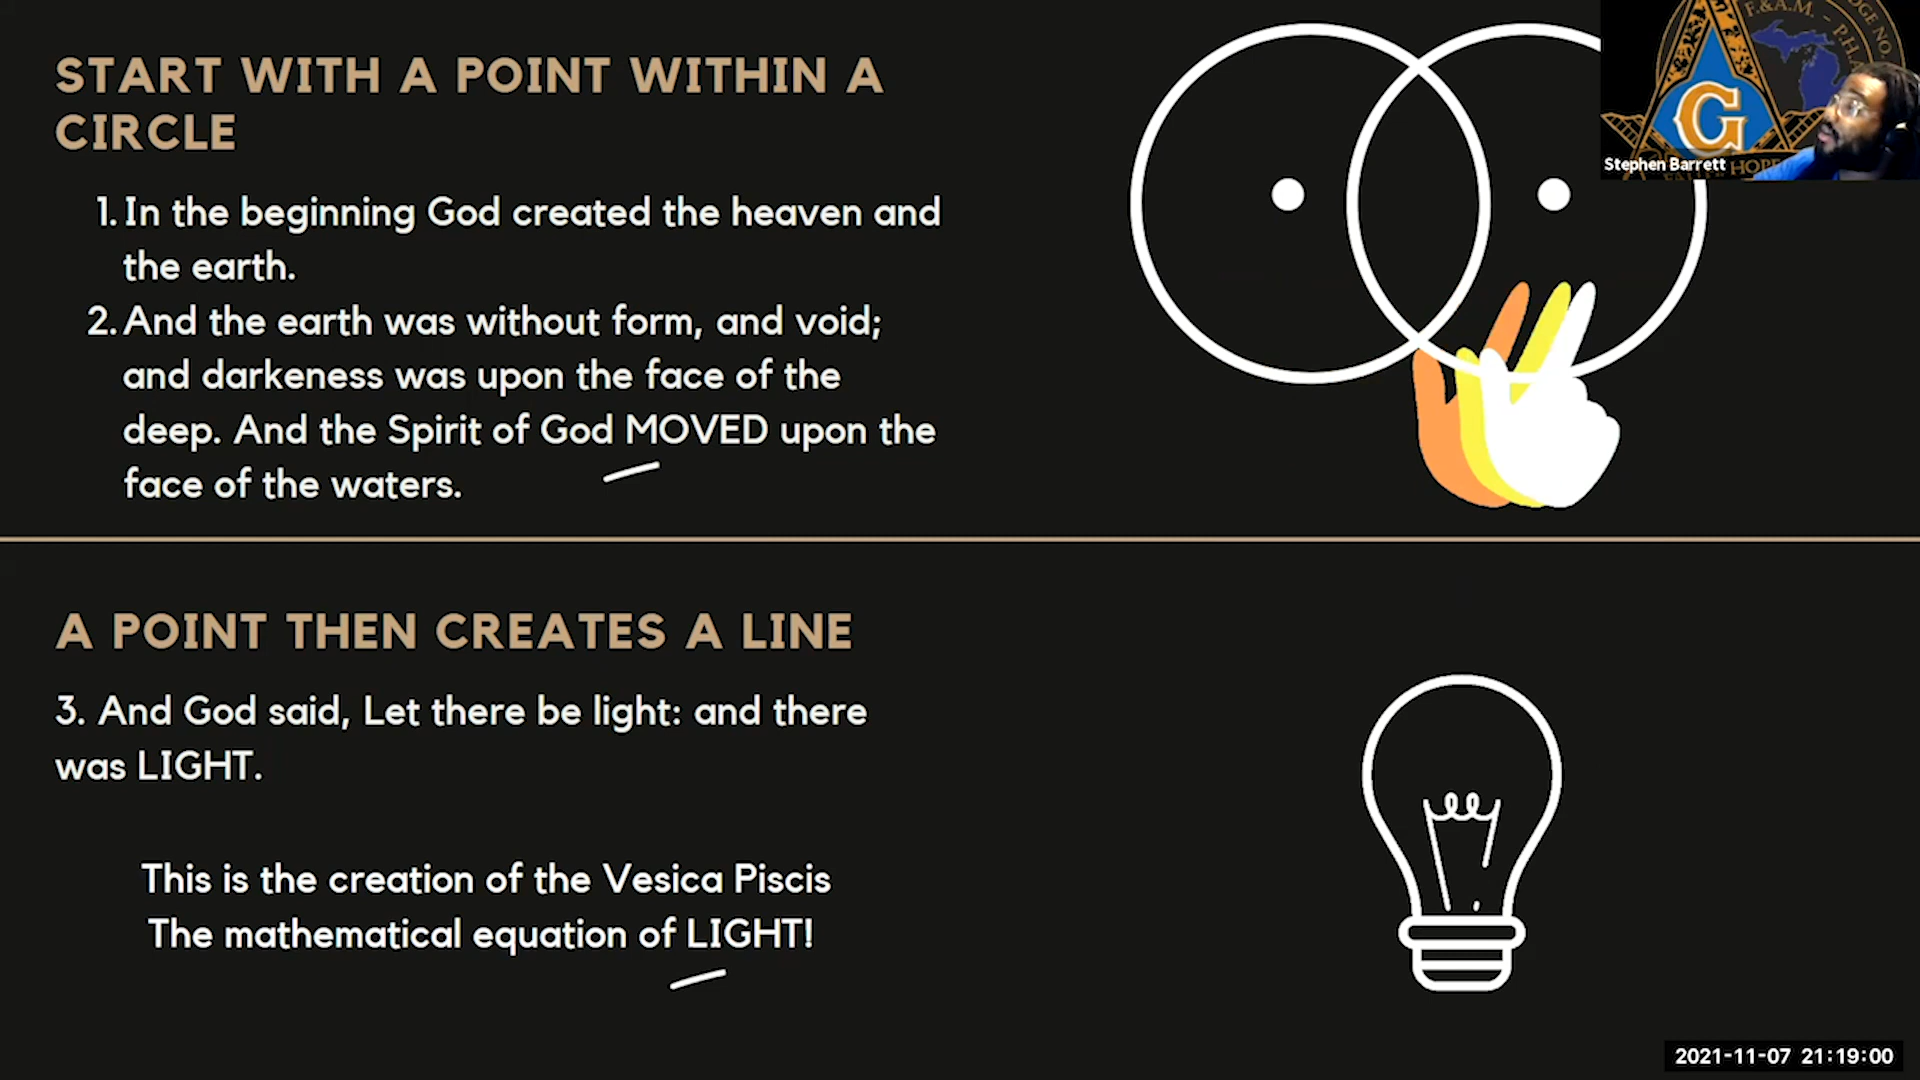 START WITH A POINT WITHIN A
CIRCLE
1. In the beginning God created the heaven and
the earth.
2. And the earth was without form, and void;
and darkeness was upon the face of the
deep. And the Spirit of God MOVED upon the
face of the waters.
F.&A.M. - P.H.A
NO.
G
Stephen Barrett
HOPE
A POINT THEN CREATES A LINE
3. And God said, Let there be light: and there
was LIGHT.
This is the creation of the Vesica Piscis
The mathematical equation of LIGHT!
2021-11-07 21:19:00